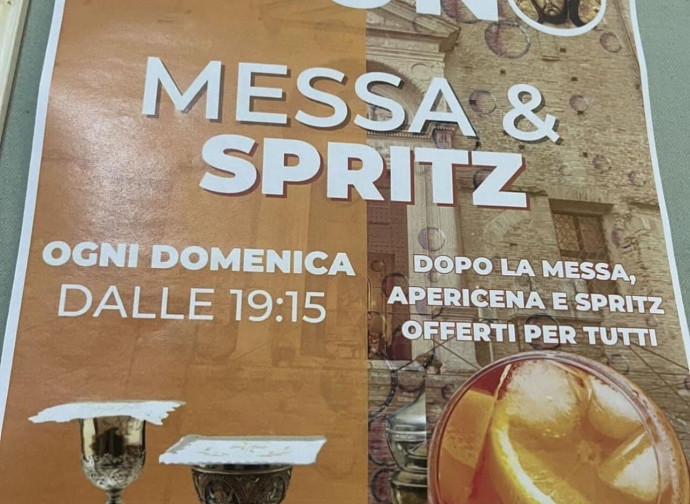 MESSA &
SPRITZ
OGNI DOMENICA
DALLE 19:15
DOPO LA MESSA,
APERICENA E SPRITZ
OFFERTI PER TUTTI